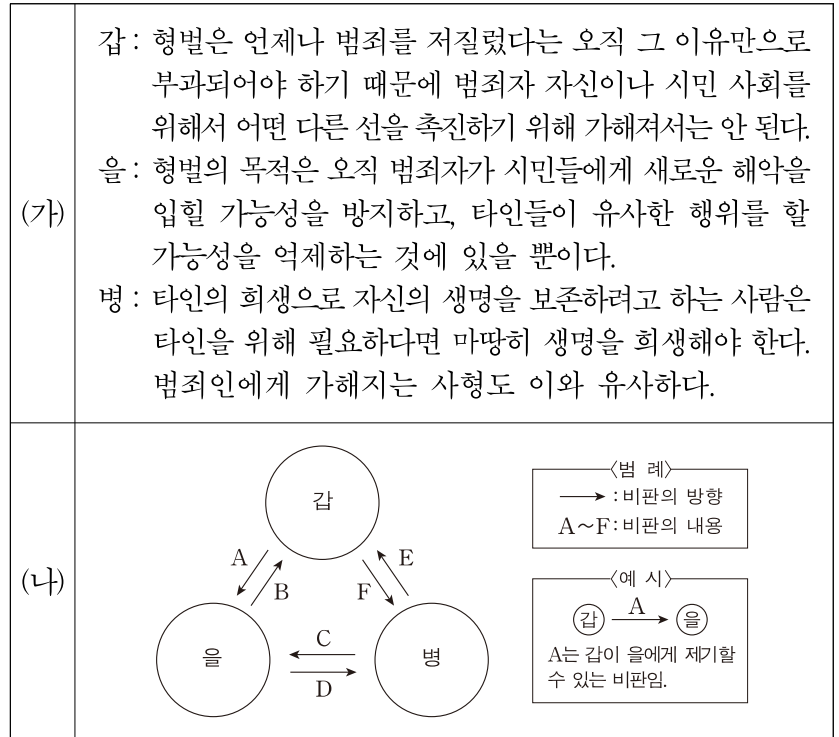 (가)
갑 : 형벌은 언제나 범죄를 저질렀다는 오직 그 이유만으로
부과되어야 하기 때문에 범죄자 자신이나 시민 사회를
위해서 어떤 다른 선을 촉진하기 위해 가해져서는 안 된다.
을 : 형벌의 목적은 오직 범죄자가 시민들에게 새로운 해악을
입힐 가능성을 방지하고, 타인들이 유사한 행위를 할
가능성을 억제하는 것에 있을 뿐이다.
병 : 타인의 희생으로 자신의 생명을 보존하려고 하는 사람은
타인을 위해 필요하다면 마땅히 생명을 희생해야 한다.
범죄인에게 가해지는 사형도 이와 유사하다.
(나)
갑
A
B
F
E
을
C
D
병
〈범 례〉
→ : 비판의 방향
A～F : 비판의 내용
〈예 시〉
갑 A → 을
A는 갑이 을에게 제기할
수 있는 비판임.